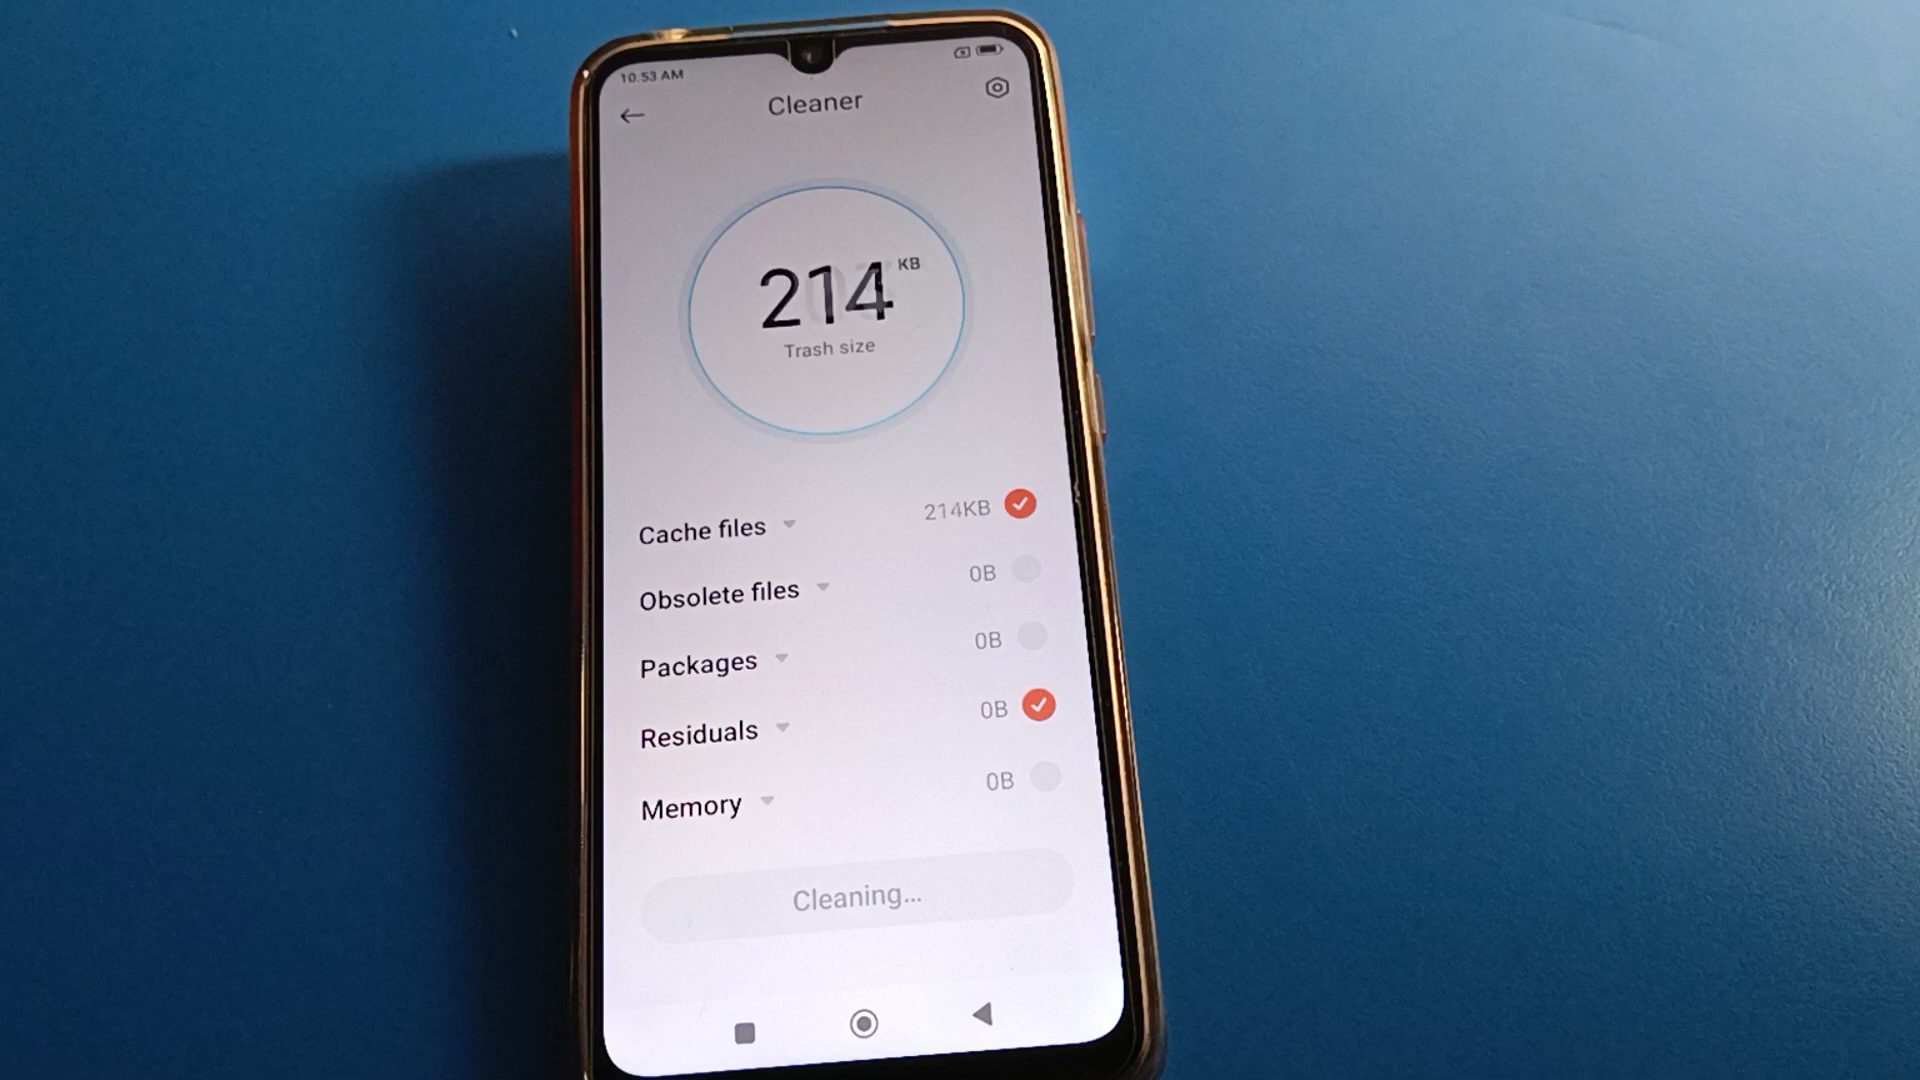 10:53 AM
Cleaner
214 KB
Trash size
Cache files 214KB
Obsolete files 0B
Packages 0B
Residuals 0B
Memory 0B
Cleaning...